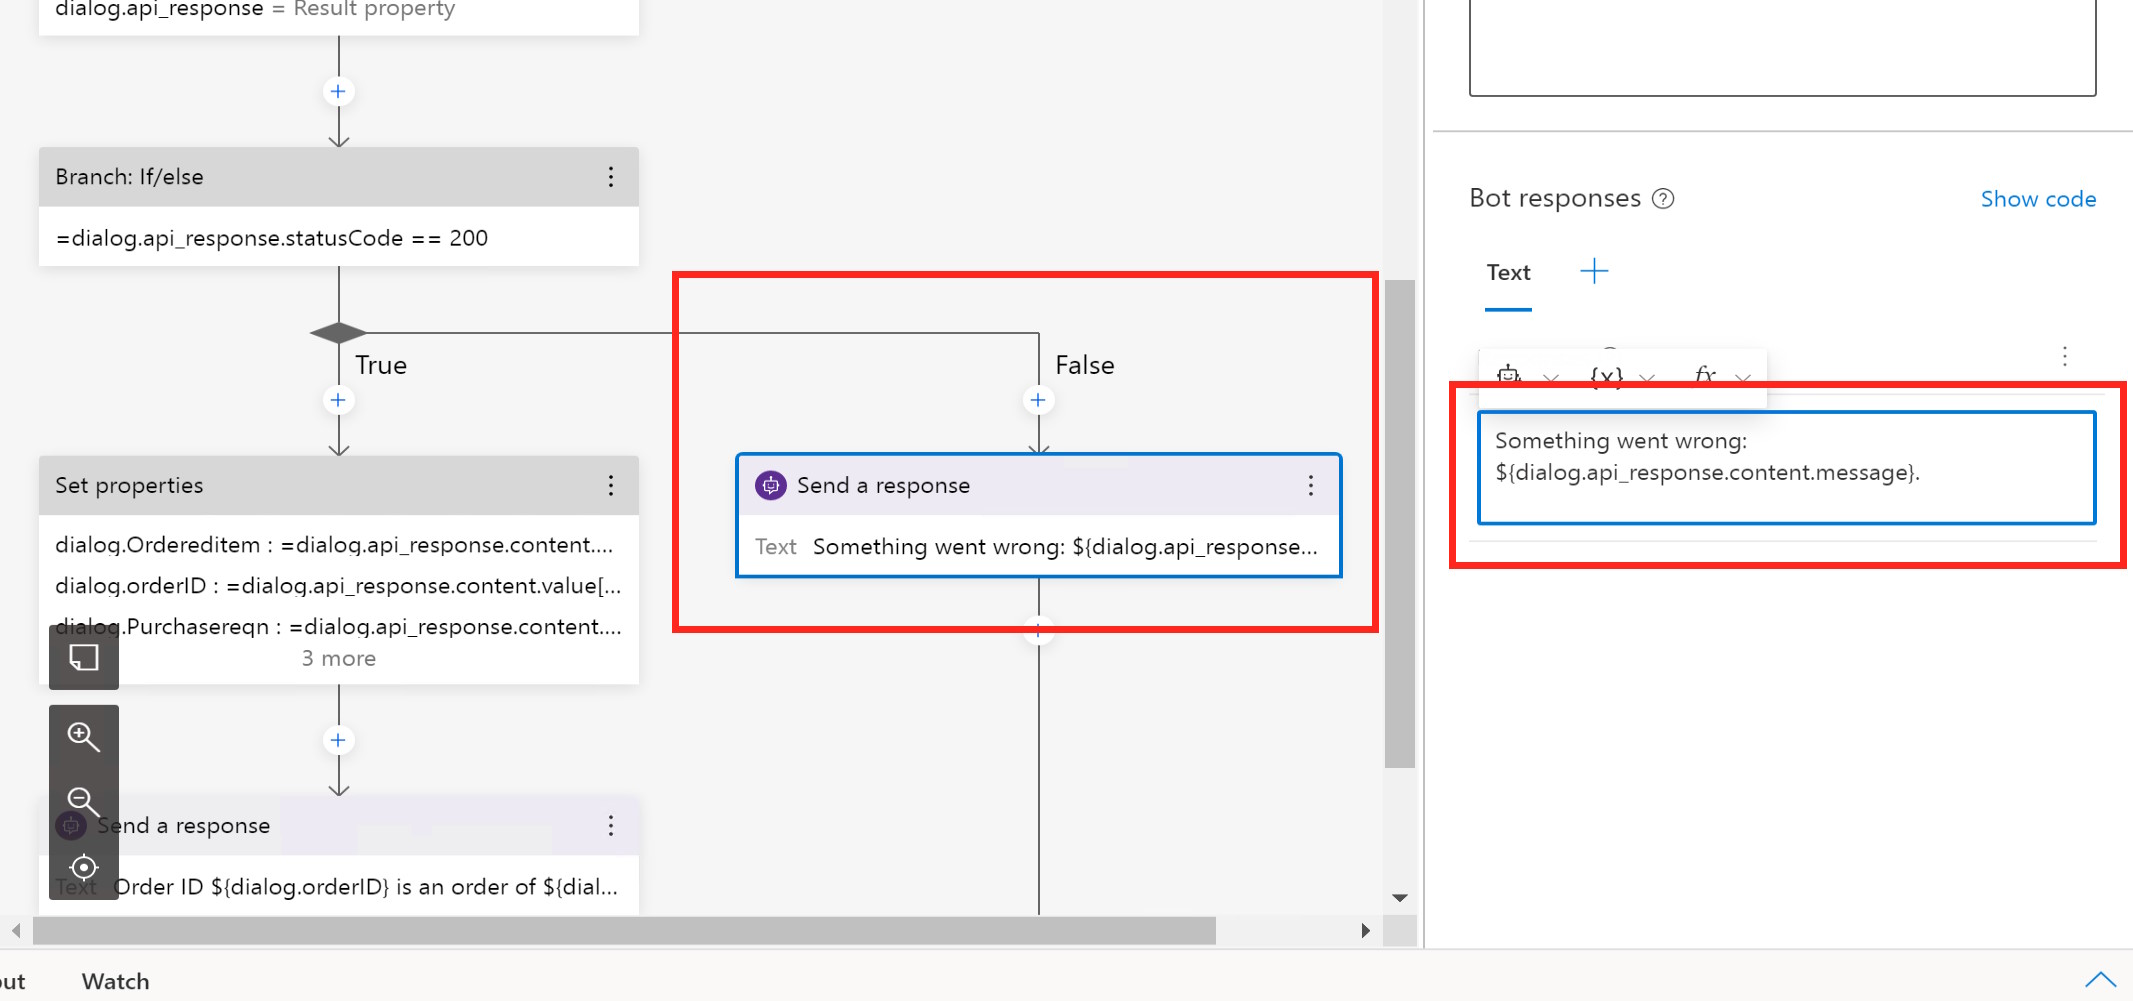 dialog.api_response = Result property
Branch: If/else
=dialog.api_response.statusCode == 200
True
False
Set properties
dialog.Ordereditem : =dialog.api_response.content....
dialog.orderID : =dialog.api_response.content.value[...
dialog.Purchasereqn : =dialog.api_response.content....
3 more
Send a response
Text Something went wrong: ${dialog.api_response...
Send a response
Text Order ID ${dialog.orderID} is an order of ${dial...
Bot responses ?
Show code
Text +
{x} fx
Something went wrong:
${dialog.api_response.content.message}.
Watch